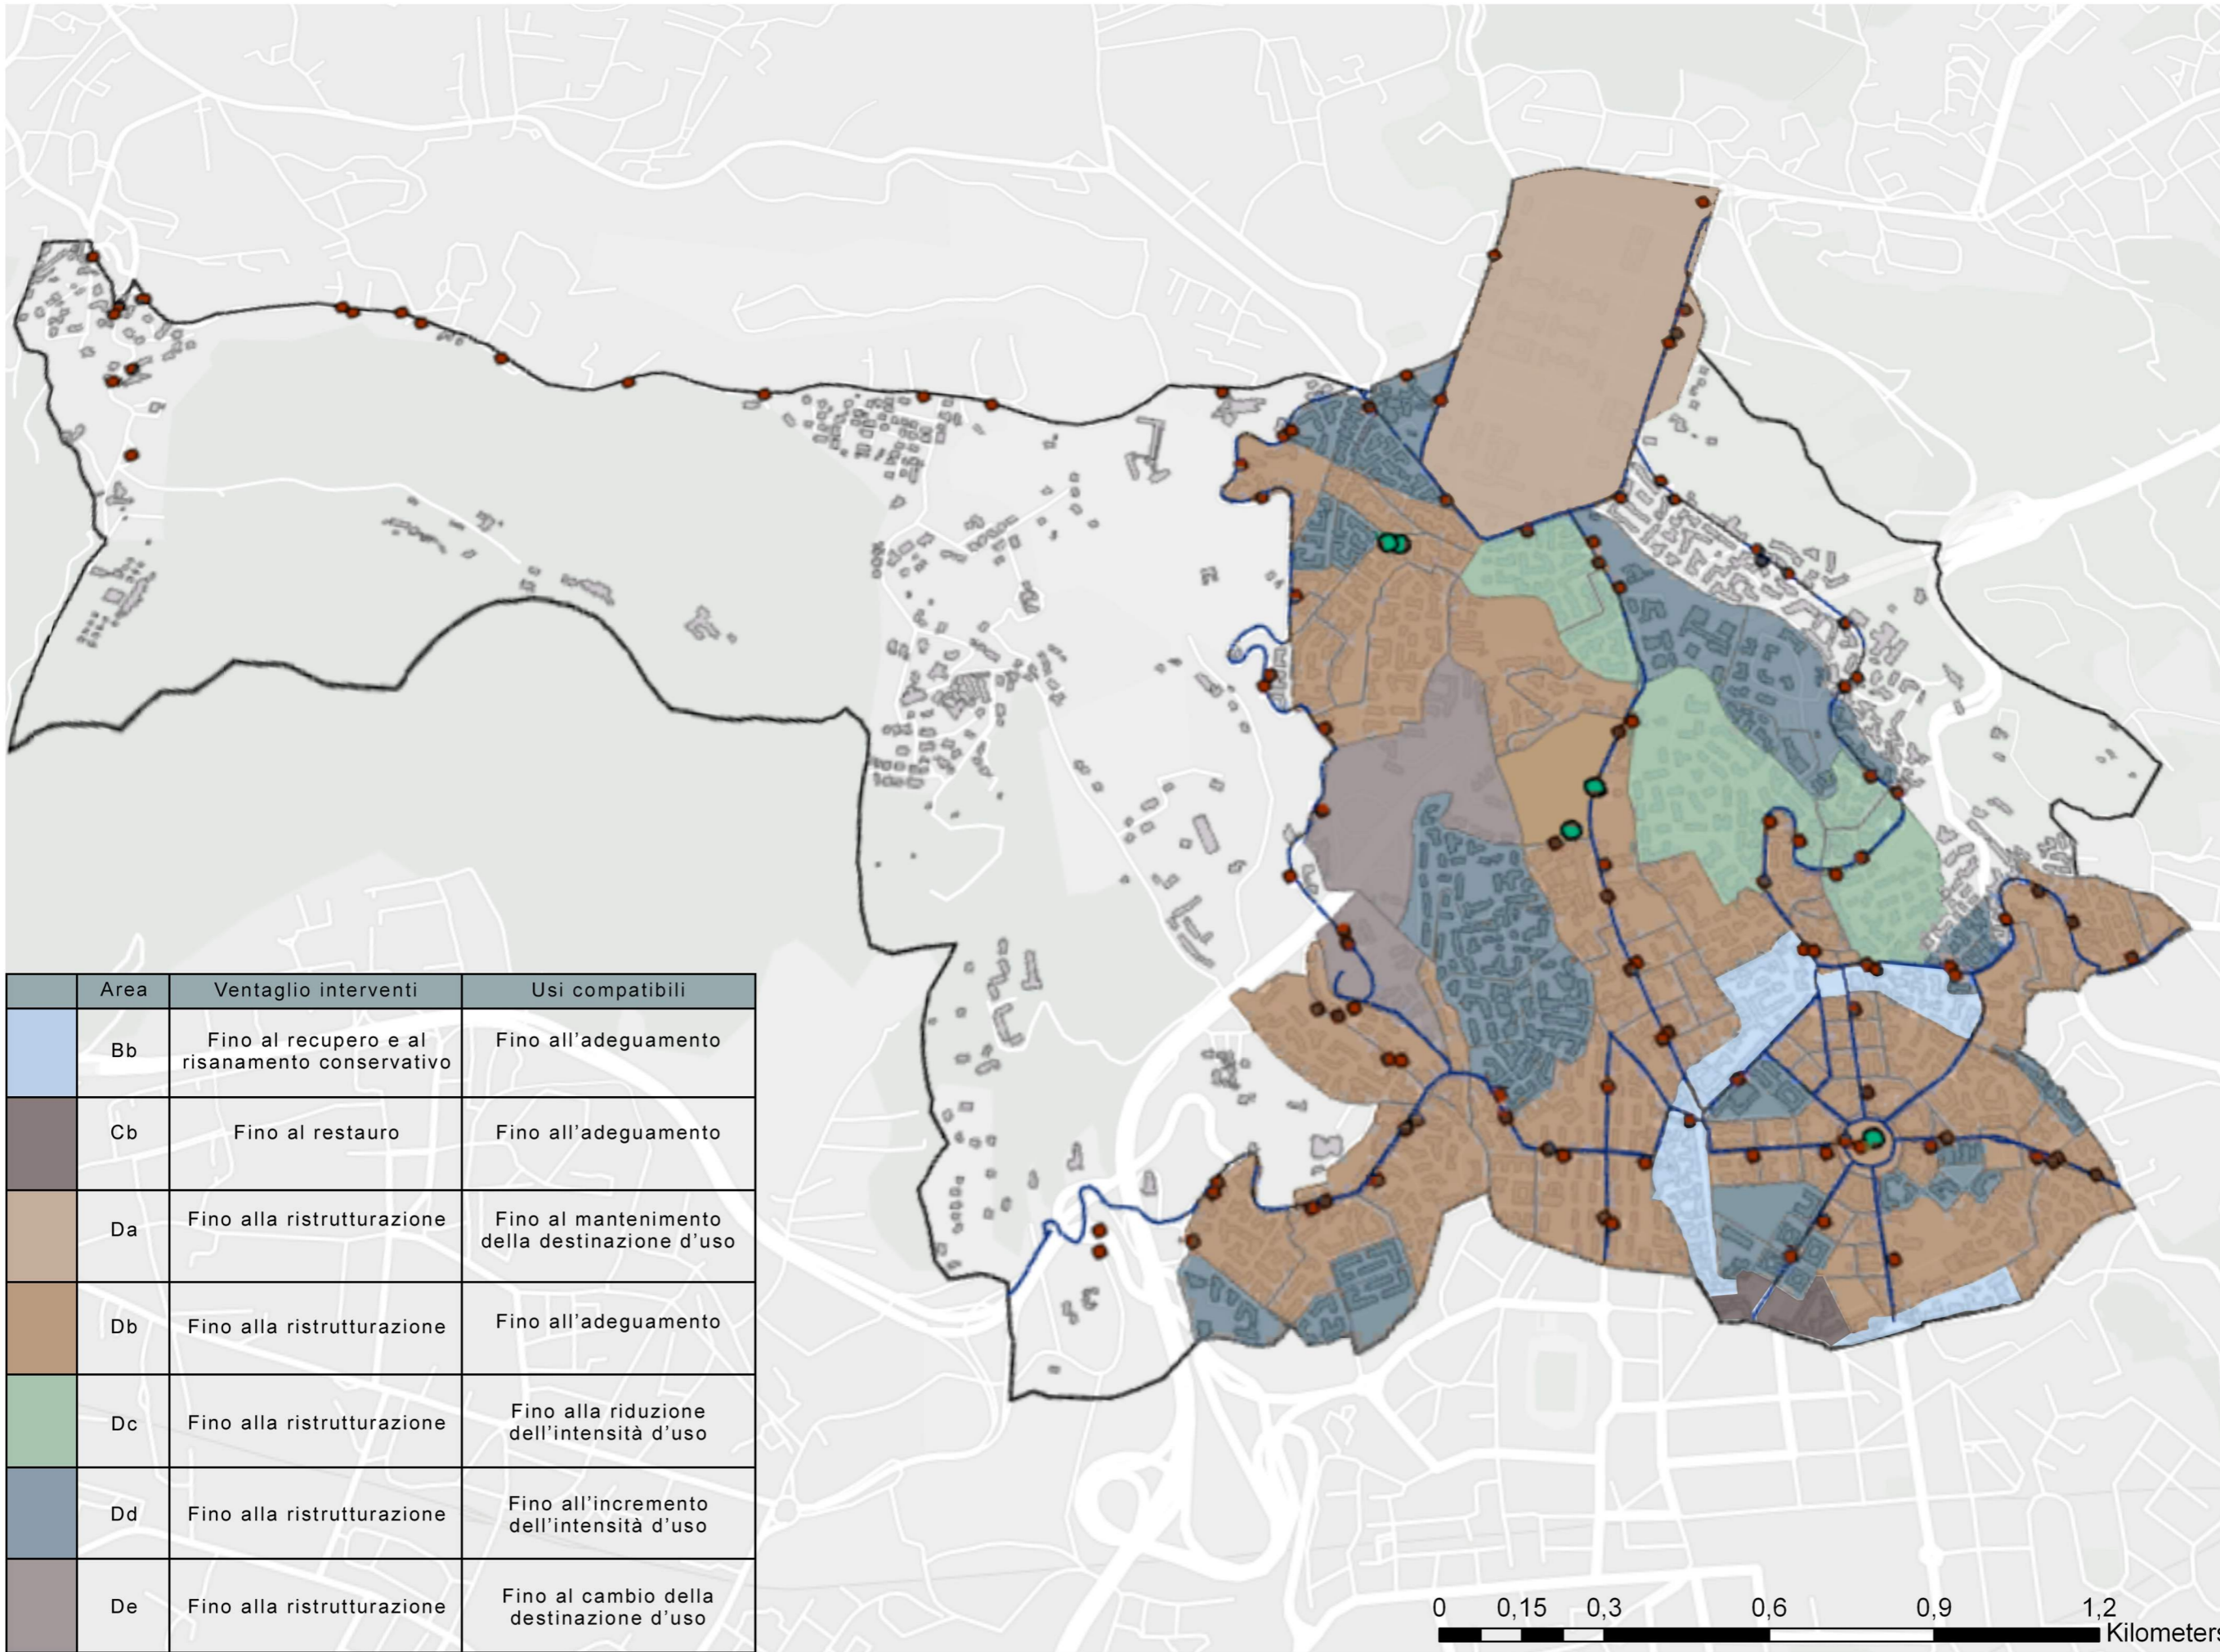 Area Ventaglio interventi Usi compatibili
Bb
Fino al recupero e al
risanamento conservativo
Fino all'adeguamento
Cb
Fino al restauro
Fino all'adeguamento
Da
Fino alla ristrutturazione
Fino al mantenimento
della destinazione d'uso
Db
Fino alla ristrutturazione
Fino all'adeguamento
Dc
Fino alla ristrutturazione
Fino alla riduzione
dell'intensità d'uso
Dd
Fino alla ristrutturazione
Fino all'incremento
dell'intensità d'uso
De
Fino alla ristrutturazione
Fino al cambio della
destinazione d'uso
0 0,15 0,3 0,6 0,9 1,2
Kilometers